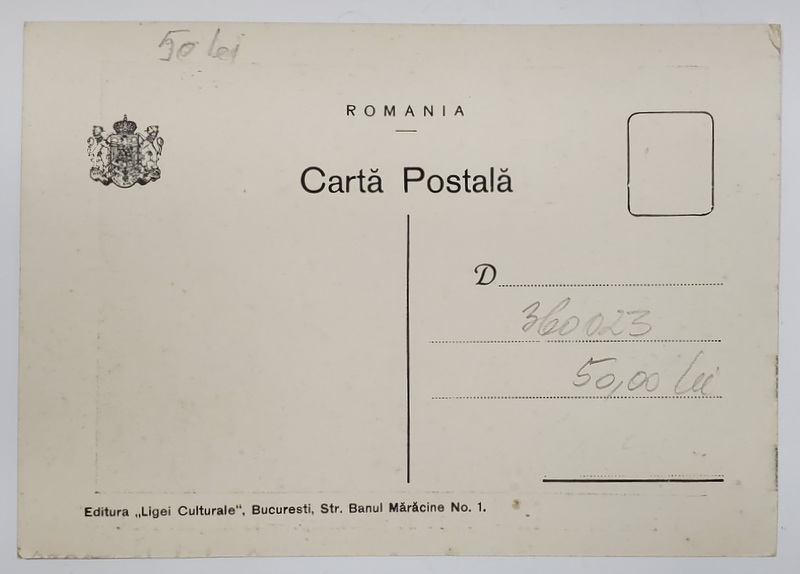 50 lei
ROMANIA
Cartă Postală
D
360023
50,00 lei
Editura „Ligei Culturale“, Bucuresti, Str. Banul Mărăcine No. 1.